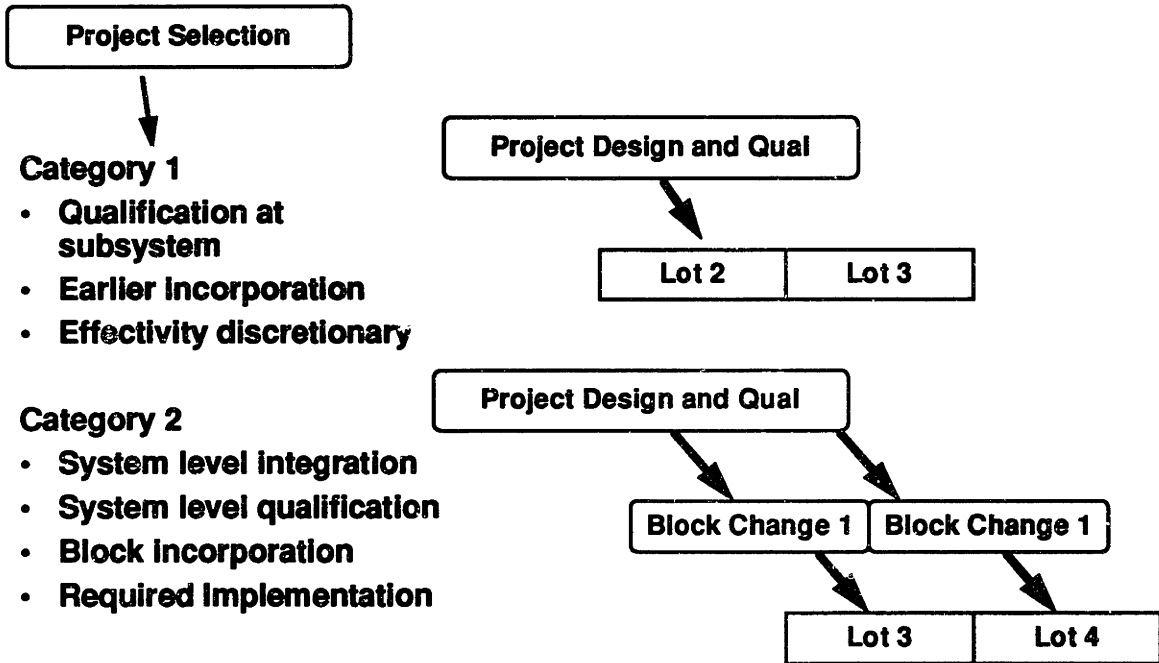 Project Selection
Category 1
• Qualification at
subsystem
• Earlier incorporation
• Effectivity discretionary
Project Design and Qual
Lot 2 Lot 3
Category 2
• System level integration
• System level qualification
• Block incorporation
• Required Implementation
Project Design and Qual
Block Change 1 Block Change 1
Lot 3 Lot 4